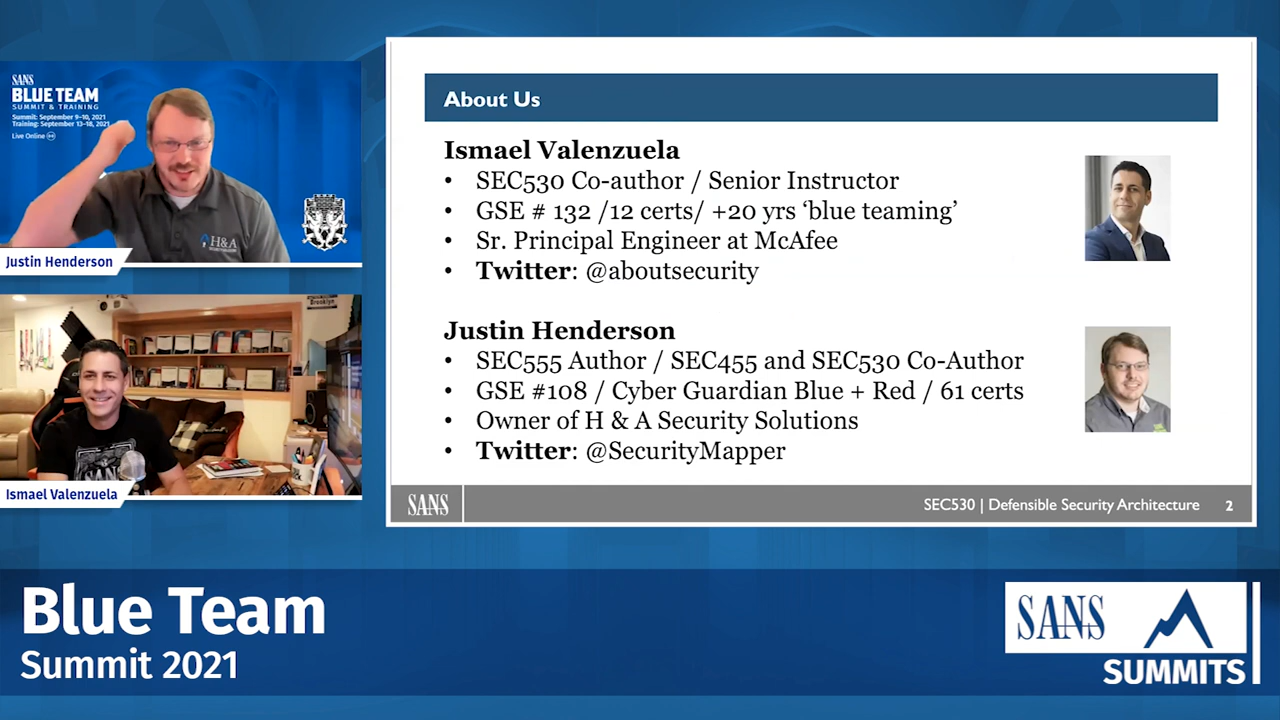 SANS
BLUE TEAM
SUMMIT & TRAINING
Summit: September 9-10, 2021
Training: September 13-18, 2021
Live Online
H&A
Justin Henderson
Brooklyn
SANS
Ismael Valenzuela
About Us
Ismael Valenzuela
• SEC530 Co-author / Senior Instructor
• GSE # 132 /12 certs/ +20 yrs ‘blue teaming’
• Sr. Principal Engineer at McAfee
• Twitter: @aboutsecurity
Justin Henderson
• SEC555 Author / SEC455 and SEC530 Co-Author
• GSE #108 / Cyber Guardian Blue + Red / 61 certs
• Owner of H & A Security Solutions
• Twitter: @SecurityMapper
SANS
SEC530 | Defensible Security Architecture 2
Blue Team
Summit 2021
SANS
SUMMITS